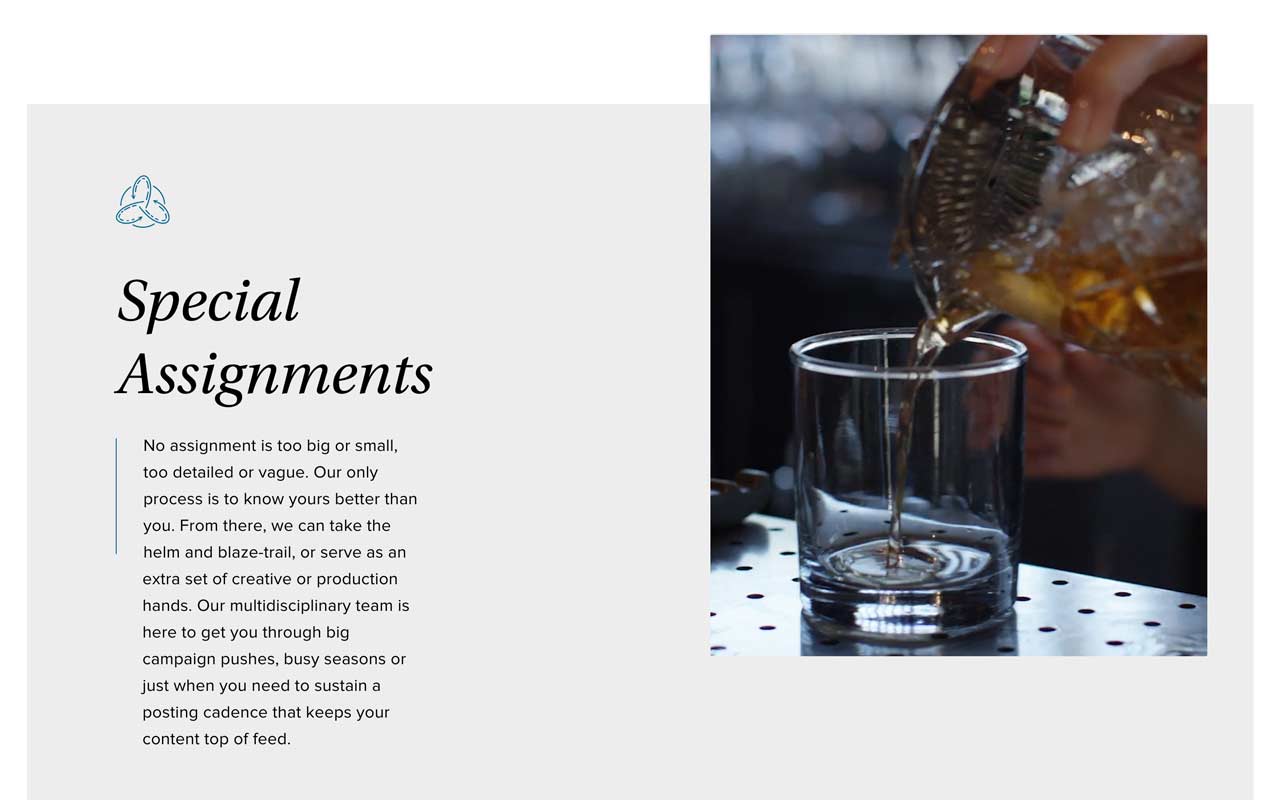 Special
Assignments
No assignment is too big or small,
too detailed or vague. Our only
process is to know yours better than
you. From there, we can take the
helm and blaze-trail, or serve as an
extra set of creative or production
hands. Our multidisciplinary team is
here to get you through big
campaign pushes, busy seasons or
just when you need to sustain a
posting cadence that keeps your
content top of feed.